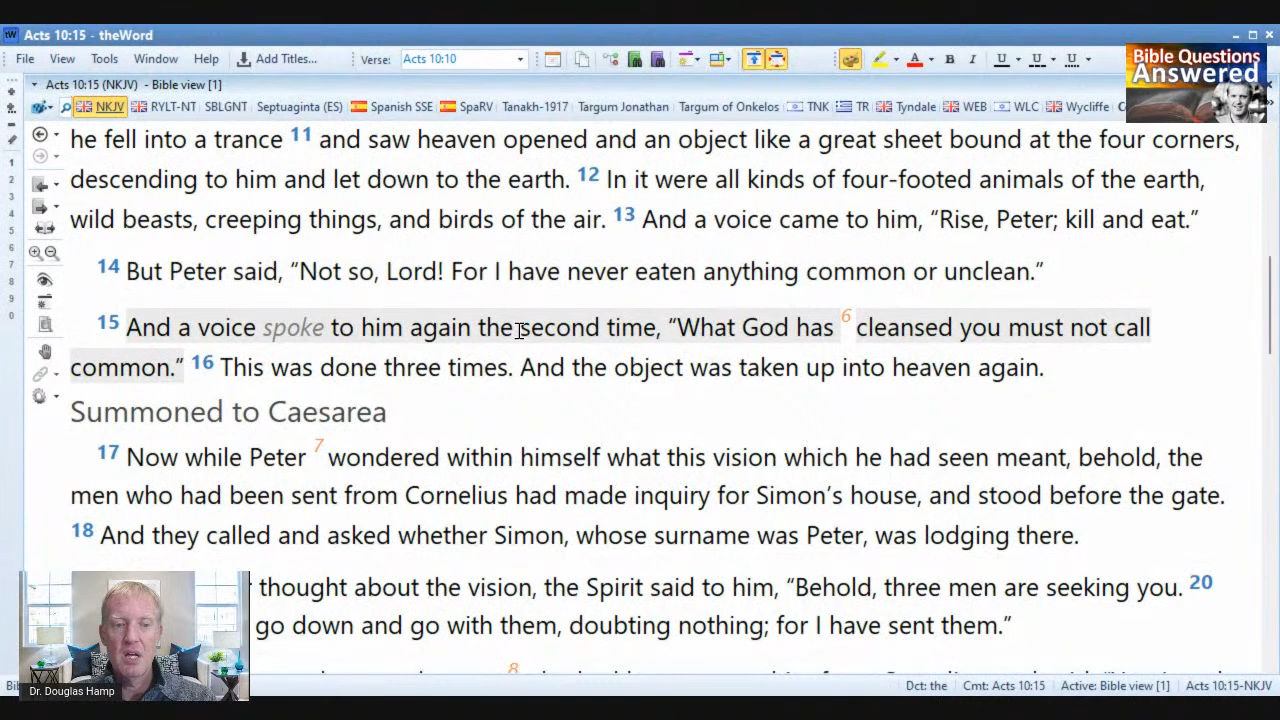 Acts 10:15 - theWord
File View Tools Window Help Add Titles... Verse: Acts 10:10
Bible Questions
Answered
Acts 10:15 (NKJV) - Bible view [1]
NKJV RYLT-NT SBLGNT Septuaginta (ES) Spanish SSE SpaRV Tanakh-1917 Targum Jonathan Targum of Onkelos TNK TR Tyndale WEB WLC Wycliffe
he fell into a trance 11 and saw heaven opened and an object like a great sheet bound at the four corners,
descending to him and let down to the earth. 12 In it were all kinds of four-footed animals of the earth,
wild beasts, creeping things, and birds of the air. 13 And a voice came to him, “Rise, Peter; kill and eat.”
14 But Peter said, “Not so, Lord! For I have never eaten anything common or unclean.”
15 And a voice spoke to him again the second time, “What God has 6 cleansed you must not call
common.” 16 This was done three times. And the object was taken up into heaven again.
Summoned to Caesarea
17 Now while Peter 7 wondered within himself what this vision which he had seen meant, behold, the
men who had been sent from Cornelius had made inquiry for Simon’s house, and stood before the gate.
18 And they called and asked whether Simon, whose surname was Peter, was lodging there.
thought about the vision, the Spirit said to him, “Behold, three men are seeking you. 20
go down and go with them, doubting nothing; for I have sent them.”
8
Dr. Douglas Hamp
Dct: the Cmt: Acts 10:15 Active: Bible view [1] Acts 10:15-NKJV